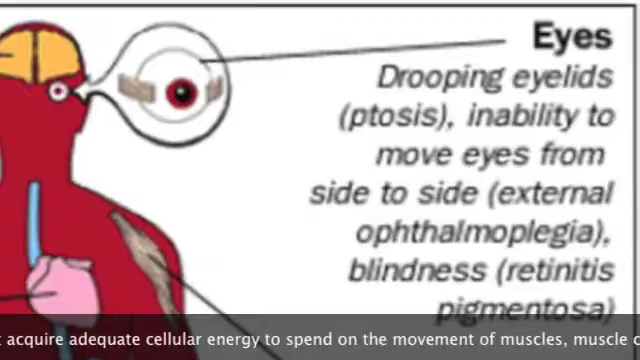 Eyes
Drooping eyelids
(ptosis), inability to
move eyes from
side to side (external
ophthalmoplegia),
blindness (retinitis
pigmentosa)
acquire adequate cellular energy to spend on the movement of muscles, muscle